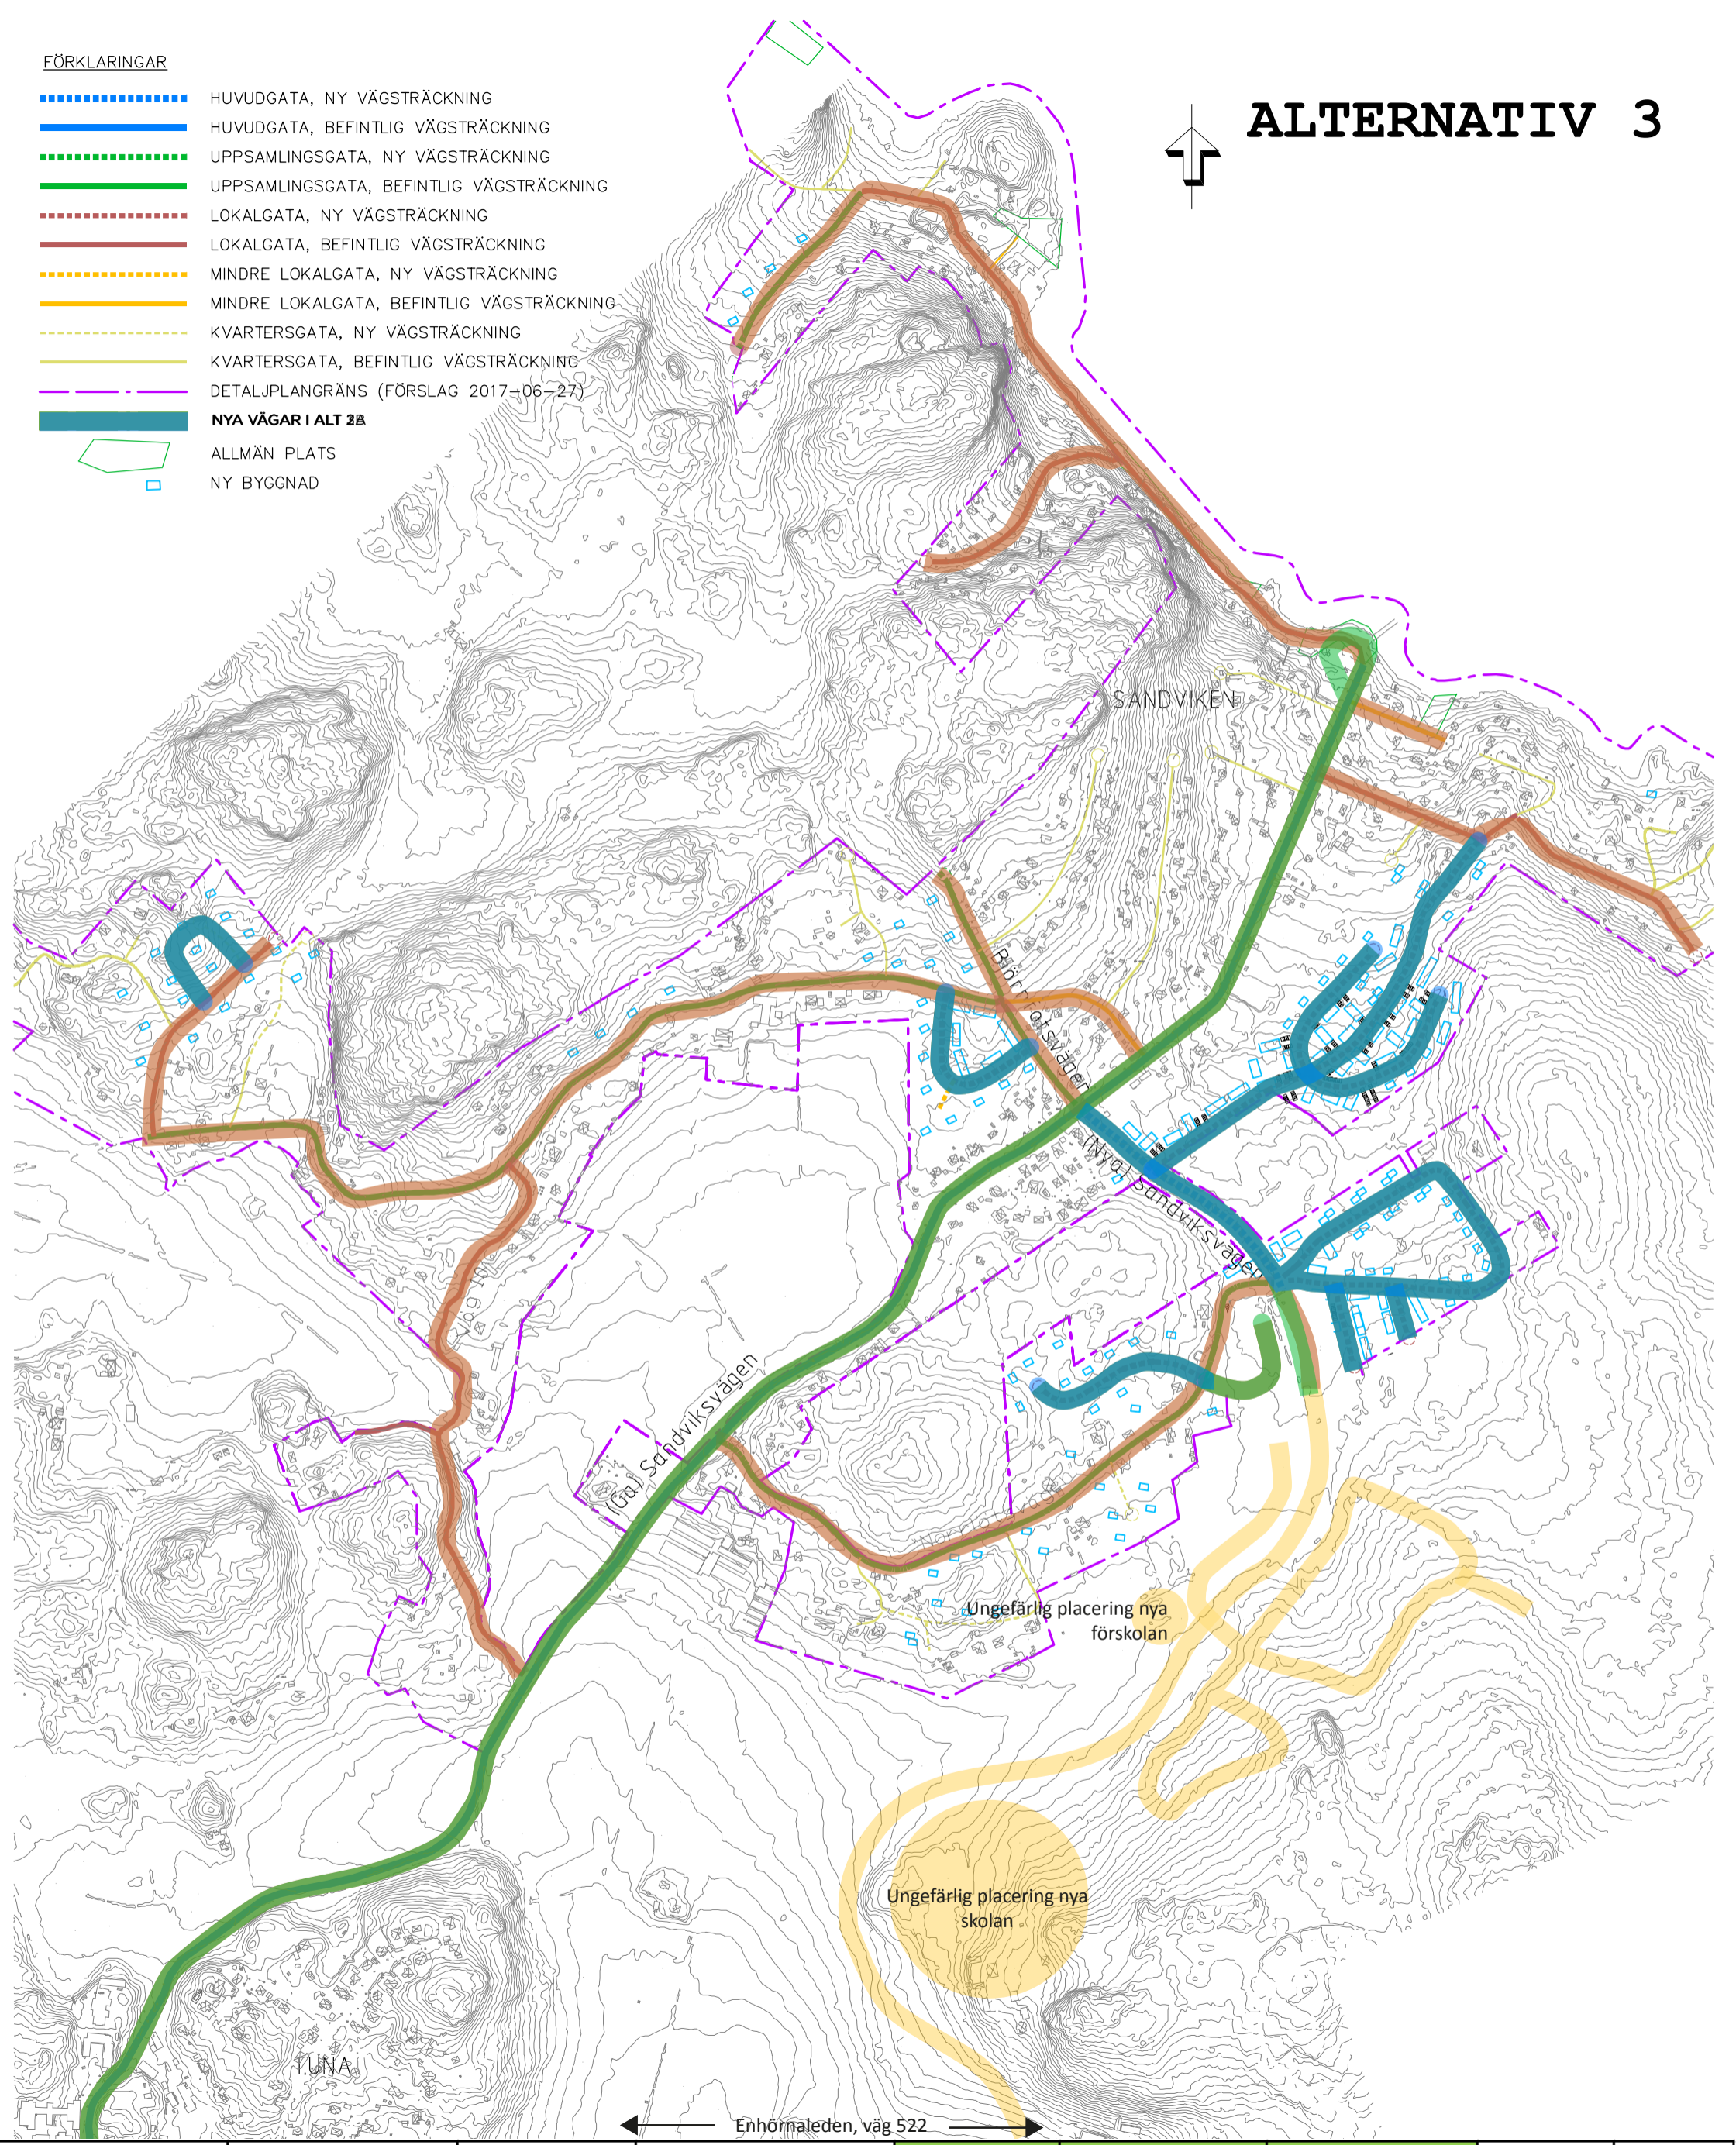 FÖRKLARINGAR
HUVUDGATA, NY VÄGSTRÄCKNING
HUVUDGATA, BEFINTLIG VÄGSTRÄCKNING
UPPSAMLINGSGATA, NY VÄGSTRÄCKNING
UPPSAMLINGSGATA, BEFINTLIG VÄGSTRÄCKNING
LOKALGATA, NY VÄGSTRÄCKNING
LOKALGATA, BEFINTLIG VÄGSTRÄCKNING
MINDRE LOKALGATA, NY VÄGSTRÄCKNING
MINDRE LOKALGATA, BEFINTLIG VÄGSTRÄCKNING
KVARTERSGATA, NY VÄGSTRÄCKNING
KVARTERSGATA, BEFINTLIG VÄGSTRÄCKNING
DETALJPLANGRÄNS (FÖRSLAG 2017-06-27)
NYA VÄGAR I ALT
ALLMÄN PLATS
NY BYGGNAD
ALTERNATIV 3
SANDVIKEN
Björnrotsvägen
(Nya) Sandviksvägen
(Ga) Sandviksvägen
Ungefärlig placering nya
förskolan
Ungefärlig placering nya
skolan
TUNA
Enhörnaleden, väg 522